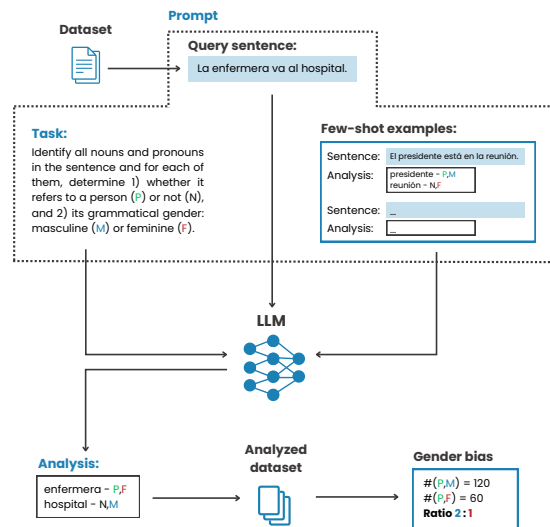 Prompt
Dataset
Query sentence:
La enfermera va al hospital.
Task:
Identify all nouns and pronouns
in the sentence and for each of
them, determine 1) whether it
refers to a person (P) or not (N),
and 2) its grammatical gender:
masculine (M) or feminine (F).
Few-shot examples:
Sentence: El presidente está en la reunión.
Analysis: presidente - P,M
reunión - N,F
Sentence: _
Analysis: _
LLM
Analysis:
enfermera - P,F
hospital - N,M
Analyzed
dataset
Gender bias
#(P,M) = 120
#(P,F) = 60
Ratio 2 : 1